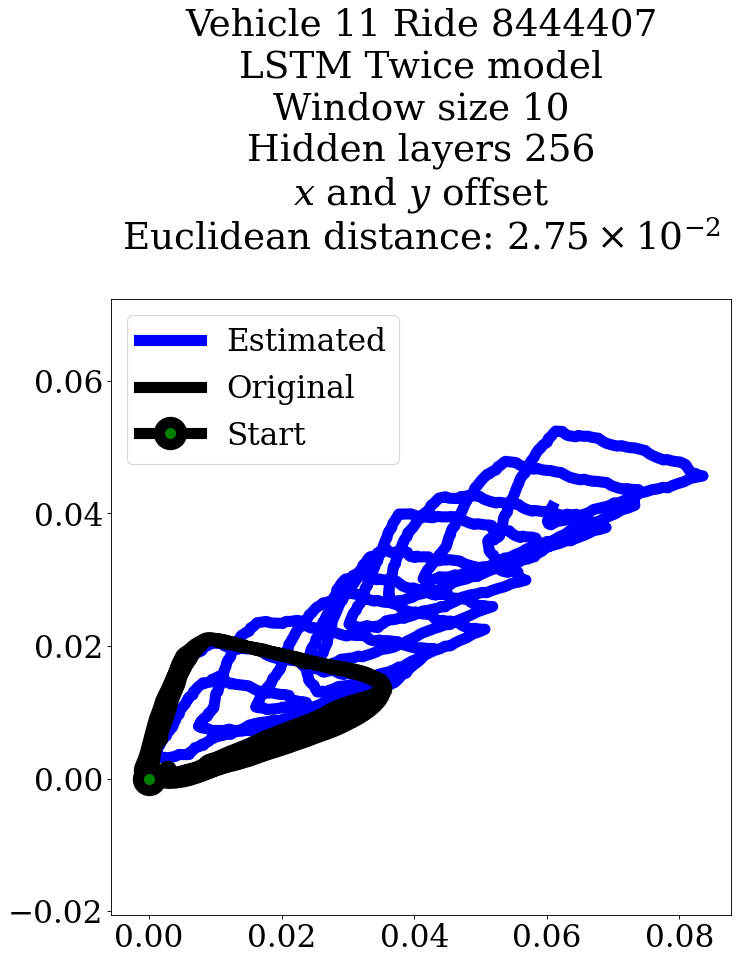 Vehicle 11 Ride 8444407
LSTM Twice model
Window size 10
Hidden layers 256
x and y offset
Euclidean distance: 2.75 × 10⁻²
Estimated
Original
Start
0.06
0.04
0.02
0.00
−0.02
0.00 0.02 0.04 0.06 0.08